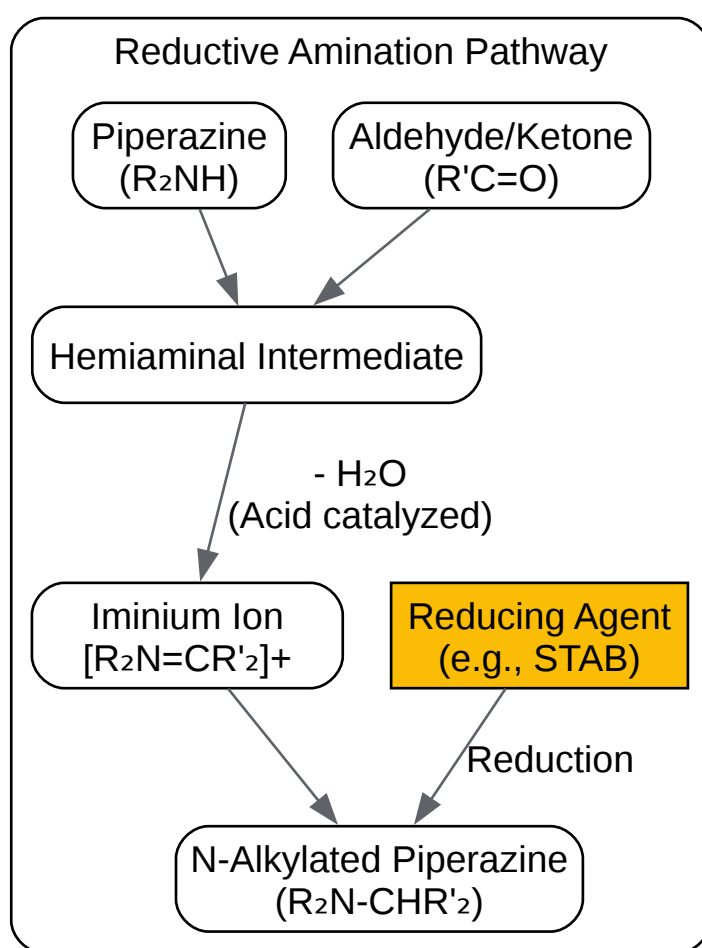 Reductive Amination Pathway
Piperazine
(R₂NH)
Aldehyde/Ketone
(R'C=O)
Hemiaminal Intermediate
- H₂O
(Acid catalyzed)
Iminium Ion
[R₂N=CR'₂]+
Reducing Agent
(e.g., STAB)
Reduction
N-Alkylated Piperazine
(R₂N-CHR'₂)